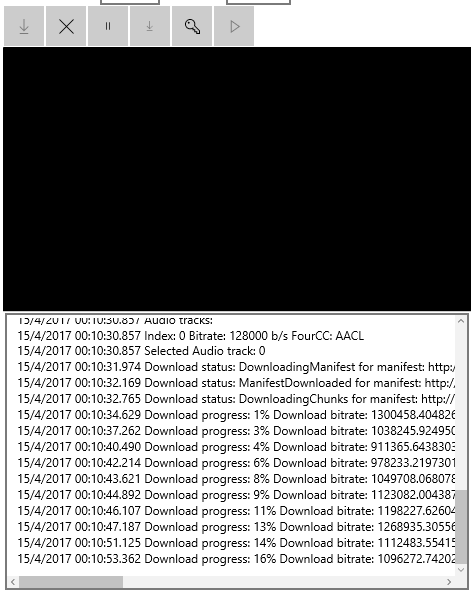 15/4/2017 00:10:30.857 Audio tracks:
15/4/2017 00:10:30.857 Index: 0 Bitrate: 128000 b/s FourCC: AACL
15/4/2017 00:10:30.857 Selected Audio track: 0
15/4/2017 00:10:31.974 Download status: DownloadingManifest for manifest: http:/
15/4/2017 00:10:32.169 Download status: ManifestDownloaded for manifest: http:/
15/4/2017 00:10:32.765 Download status: DownloadingChunks for manifest: http://
15/4/2017 00:10:34.629 Download progress: 1% Download bitrate: 1300458.404826
15/4/2017 00:10:37.262 Download progress: 3% Download bitrate: 1038245.924950
15/4/2017 00:10:40.490 Download progress: 4% Download bitrate: 911365.6438303
15/4/2017 00:10:42.214 Download progress: 6% Download bitrate: 978233.2197301
15/4/2017 00:10:43.621 Download progress: 8% Download bitrate: 1049708.068078
15/4/2017 00:10:44.892 Download progress: 9% Download bitrate: 1123082.004387
15/4/2017 00:10:46.107 Download progress: 11% Download bitrate: 1198227.62604
15/4/2017 00:10:47.187 Download progress: 13% Download bitrate: 1268935.30556
15/4/2017 00:10:51.125 Download progress: 14% Download bitrate: 1112483.55415
15/4/2017 00:10:53.362 Download progress: 16% Download bitrate: 1096272.74202